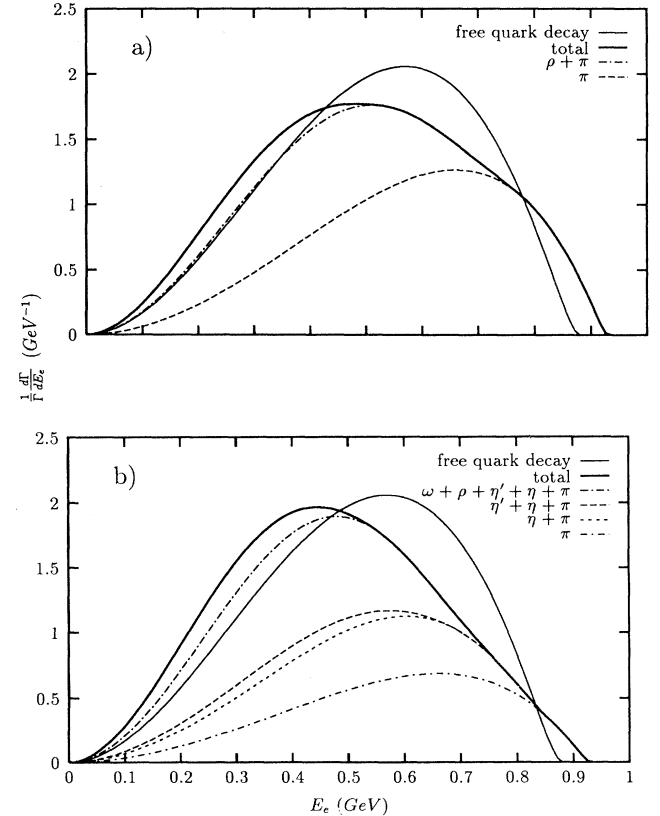 2.5
a)
free quark decay
total
ρ + π
π
2
1.5
1
0.5
0
1/Γ dΓ/dE_e (GeV⁻¹)
2.5
b)
free quark decay
total
ω + ρ + η′ + η + π
η′ + η + π
η + π
π
2
1.5
1
0.5
0
0 0.1 0.2 0.3 0.4 0.5 0.6 0.7 0.8 0.9 1
E_e (GeV)